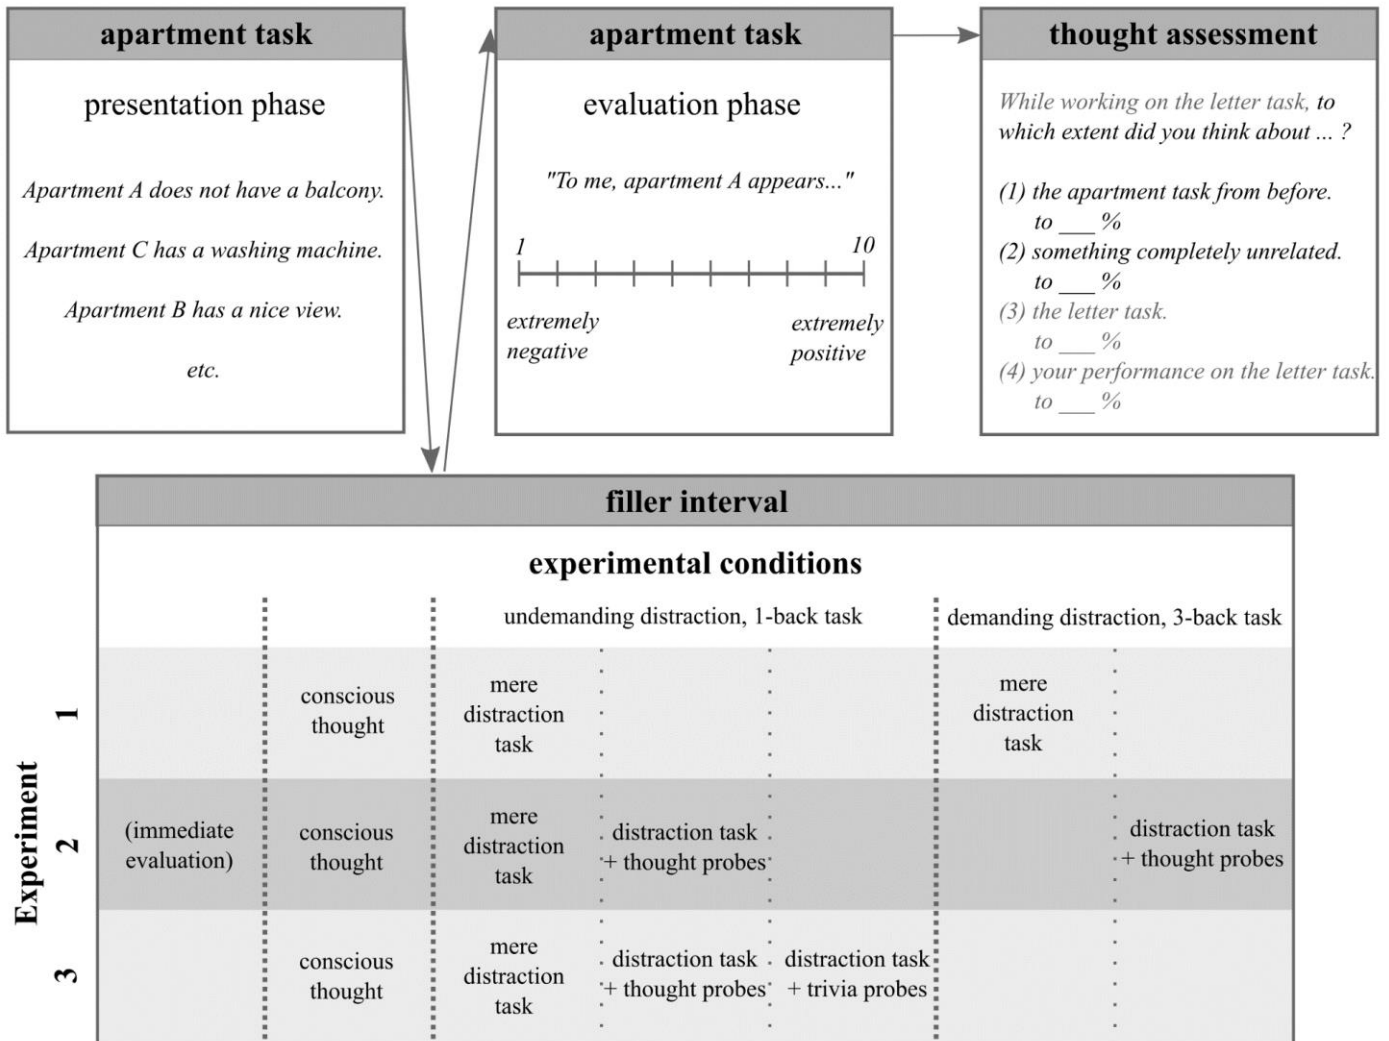 apartment task
presentation phase
Apartment A does not have a balcony.
Apartment C has a washing machine.
Apartment B has a nice view.
etc.
apartment task
evaluation phase
"To me, apartment A appears..."
1 10
extremely negative
extremely positive
thought assessment
While working on the letter task, to
which extent did you think about ... ?
(1) the apartment task from before.
to ___ %
(2) something completely unrelated.
to ___ %
(3) the letter task.
to ___ %
(4) your performance on the letter task.
to ___ %
filler interval
experimental conditions
undemanding distraction, 1-back task
demanding distraction, 3-back task
Experiment
1
conscious
thought
mere
distraction
task
mere
distraction
task
2
(immediate
evaluation)
conscious
thought
mere
distraction
task
distraction task
+ thought probes
distraction task
+ thought probes
3
conscious
thought
mere
distraction
task
distraction task
+ thought probes
distraction task
+ trivia probes